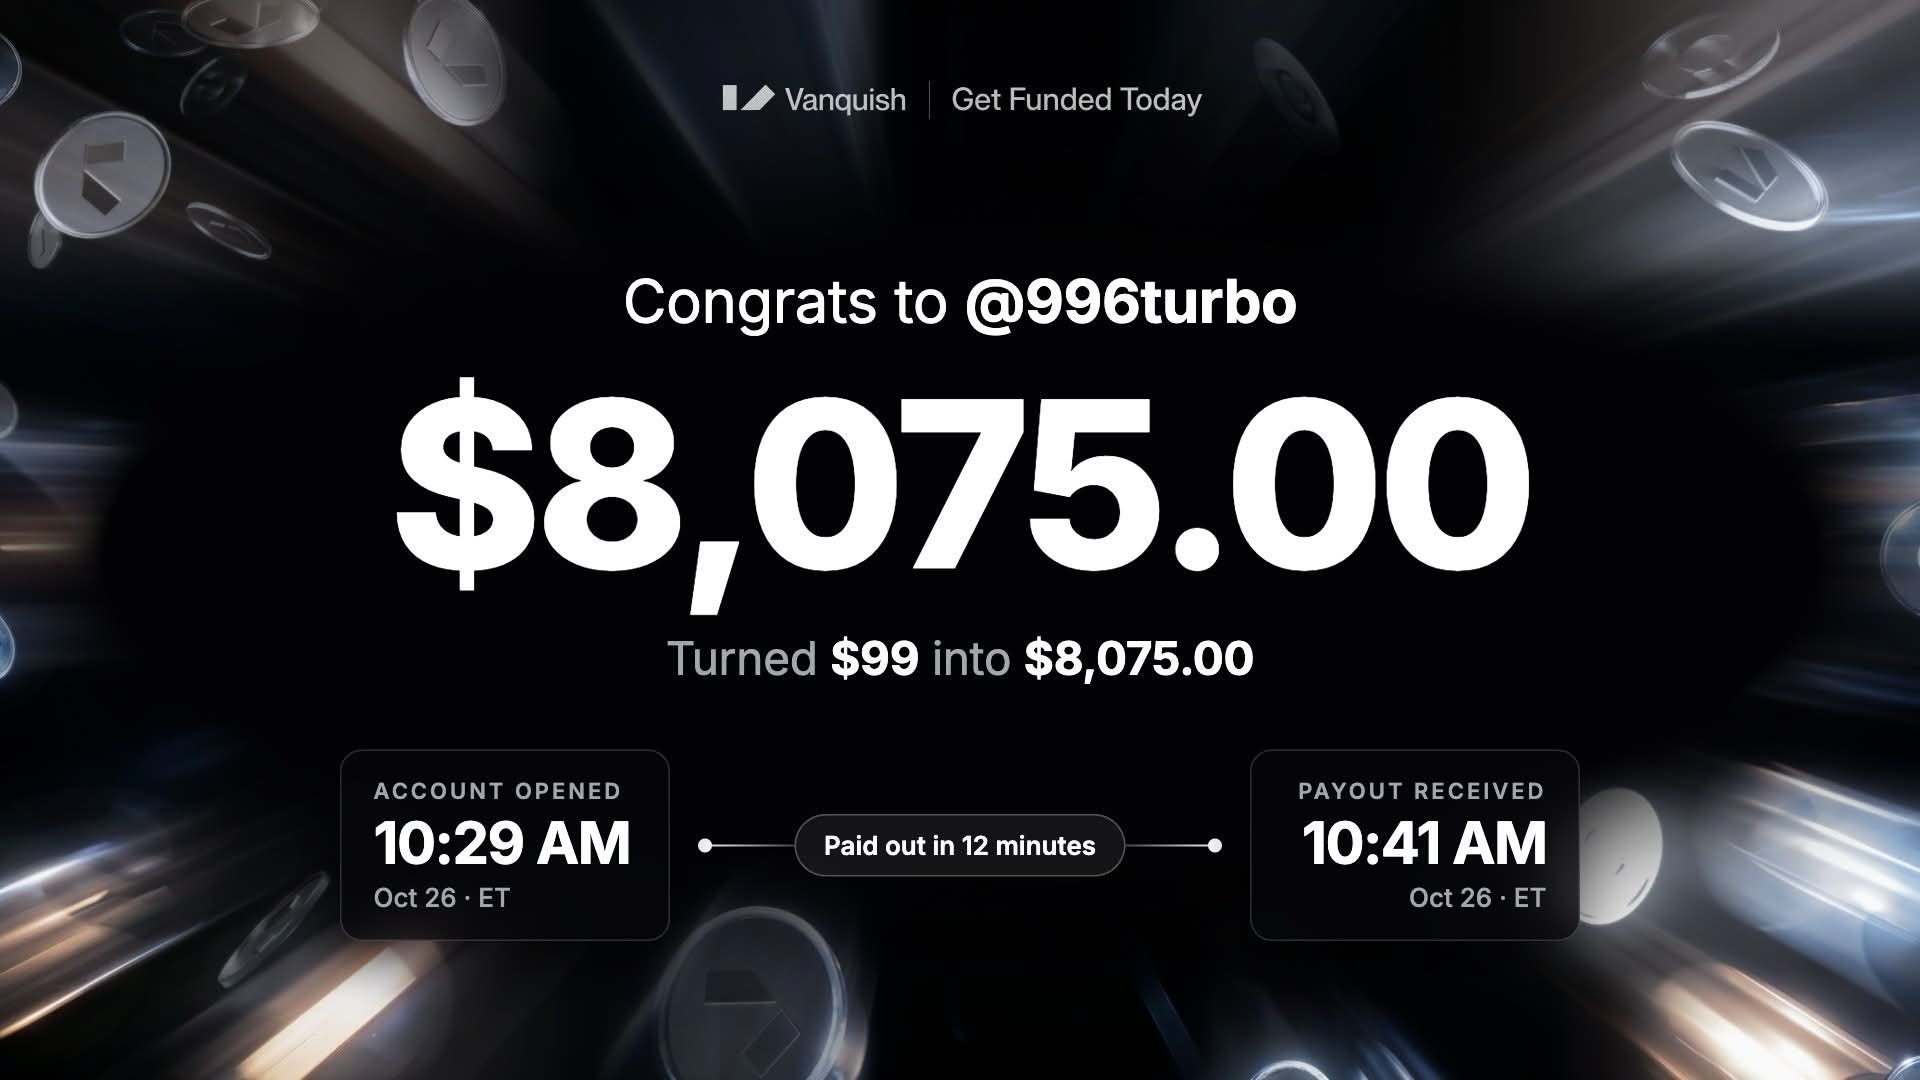 Vanquish | Get Funded Today
Congrats to @996turbo
$8,075.00
Turned $99 into $8,075.00
ACCOUNT OPENED
10:29 AM
Oct 26 · ET
Paid out in 12 minutes
PAYOUT RECEIVED
10:41 AM
Oct 26 · ET